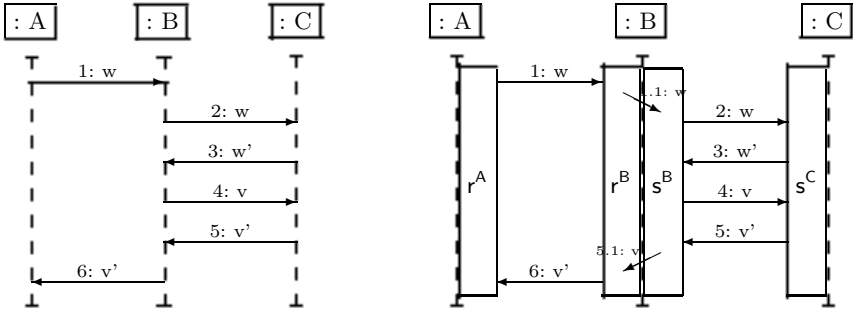 : A : B : C : A : B : C
1: w 1: w
1.1: w
2: w 2: w
3: w' 3: w'
r^A r^B s^B s^C
4: v 4: v
5: v' 5: v'
5.1: v'
6: v' 6: v'